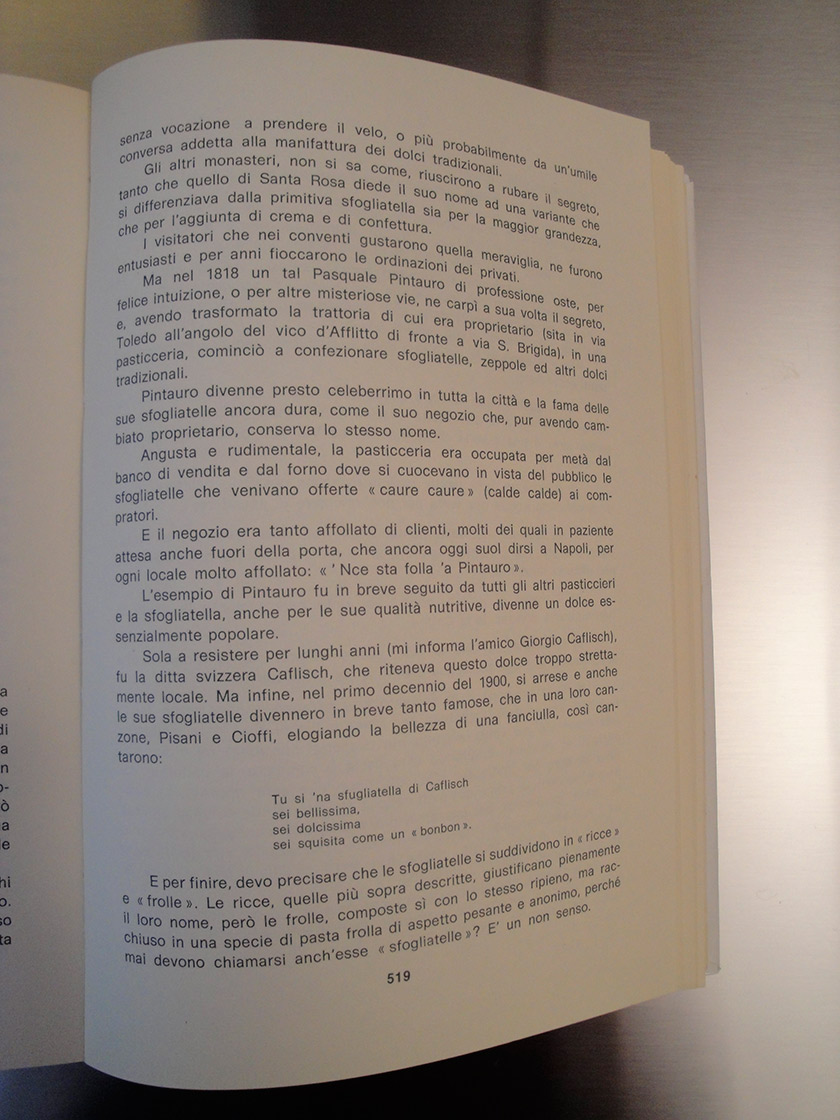 senza vocazione a prendere il velo, o più probabilmente da un'umile
conversa addetta alla manifattura dei dolci tradizionali.
Gli altri monasteri, non si sa come, riuscirono a rubare il segreto,
tanto che quello di Santa Rosa diede il suo nome ad una variante che
si differenziava dalla primitiva sfogliatella sia per la maggior grandezza,
che per l'aggiunta di crema e di confettura.
I visitatori che nei conventi gustarono quella meraviglia, ne furono
entusiasti e per anni fioccarono le ordinazioni dei privati.
Ma nel 1818 un tal Pasquale Pintauro di professione oste, per
felice intuizione, o per altre misteriose vie, ne carpì a sua volta il segreto,
e, avendo trasformato la trattoria di cui era proprietario (sita in via
Toledo all'angolo del vico d'Afflitto di fronte a via S. Brigida), in una
pasticceria, cominciò a confezionare sfogliatelle, zeppole ed altri dolci
tradizionali.
Pintauro divenne presto celeberrimo in tutta la città e la fama delle
sue sfogliatelle ancora dura, come il suo negozio che, pur avendo cam-
biato proprietario, conserva lo stesso nome.
Angusta e rudimentale, la pasticceria era occupata per metà dal
banco di vendita e dal forno dove si cuocevano in vista del pubblico le
sfogliatelle che venivano offerte « caure caure » (calde calde) ai com-
pratori.
E il negozio era tanto affollato di clienti, molti dei quali in paziente
attesa anche fuori della porta, che ancora oggi suol dirsi a Napoli, per
ogni locale molto affollato: « ' Nce sta folla 'a Pintauro ».
L'esempio di Pintauro fu in breve seguito da tutti gli altri pasticcieri
e la sfogliatella, anche per le sue qualità nutritive, divenne un dolce es-
senzialmente popolare.
Sola a resistere per lunghi anni (mi informa l'amico Giorgio Caflisch),
fu la ditta svizzera Caflisch, che riteneva questo dolce troppo stretta-
mente locale. Ma infine, nel primo decennio del 1900, si arrese e anche
le sue sfogliatelle divennero in breve tanto famose, che in una loro can-
zone, Pisani e Cioffi, elogiando la bellezza di una fanciulla, così can-
tarono:
Tu si 'na sfugliatella di Caflisch
sei bellissima,
sei dolcissima
sei squisita come un « bonbon ».
E per finire, devo precisare che le sfogliatelle si suddividono in « ricce »
e « frolle ». Le ricce, quelle più sopra descritte, giustificano pienamente
il loro nome, però le frolle, composte sì con lo stesso ripieno, ma rac-
chiuso in una specie di pasta frolla di aspetto pesante e anonimo, perché
mai devono chiamarsi anch'esse « sfogliatelle »? E' un non senso.
519